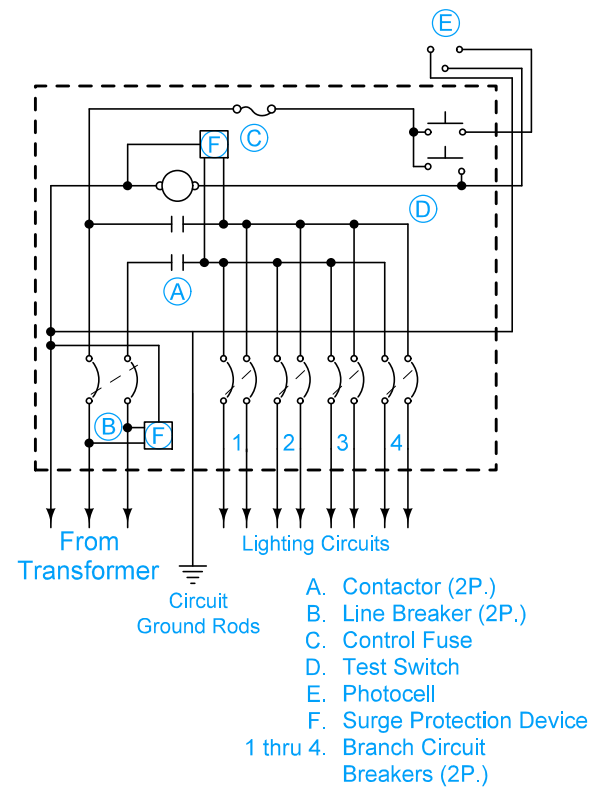 E
C
F
D
A
B
F
1
2
3
4
From
Transformer
Lighting Circuits
Circuit
Ground Rods
A. Contactor (2P.)
B. Line Breaker (2P.)
C. Control Fuse
D. Test Switch
E. Photocell
F. Surge Protection Device
1 thru 4. Branch Circuit
Breakers (2P.)